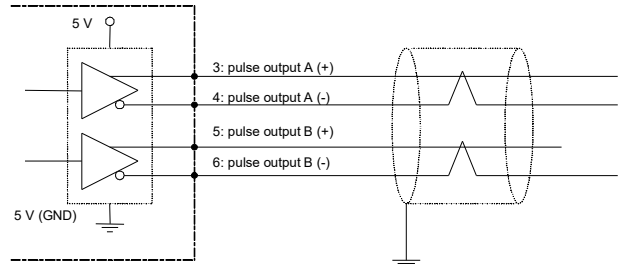 5 V
3: pulse output A (+)
4: pulse output A (-)
5: pulse output B (+)
6: pulse output B (-)
5 V (GND)